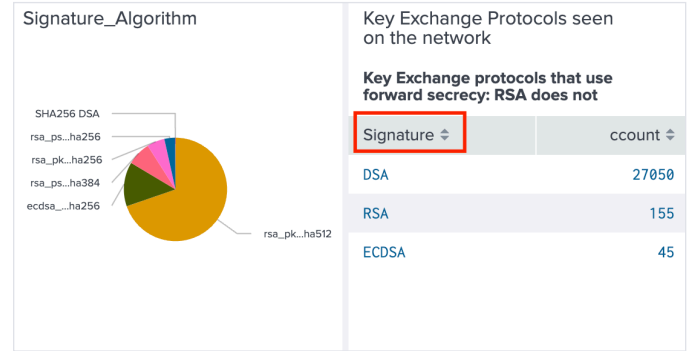 Signature_Algorithm
SHA256 DSA
rsa_ps...ha256
rsa_pk...ha256
rsa_ps...ha384
ecdsa_...ha256
rsa_pk...ha512
Key Exchange Protocols seen
on the network
Key Exchange protocols that use
forward secrecy: RSA does not
Signature ccount
DSA 27050
RSA 155
ECDSA 45